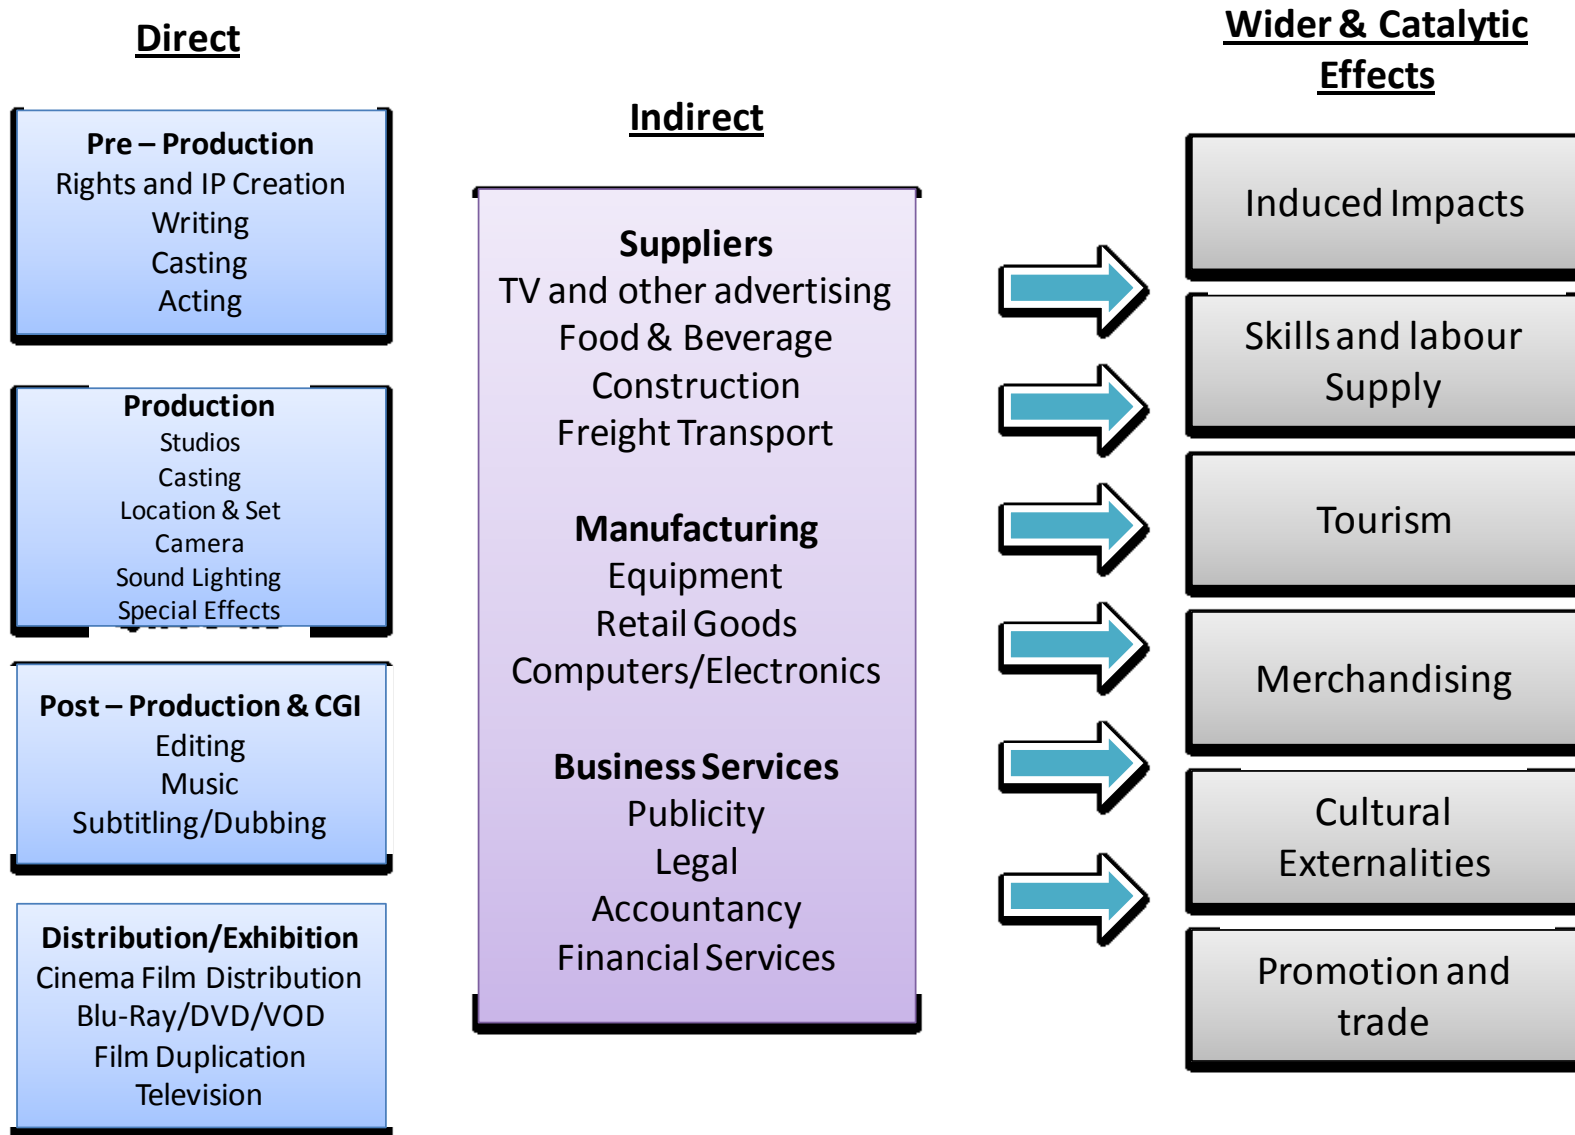 Direct
Pre – Production
Rights and IP Creation
Writing
Casting
Acting
Production
Studios
Casting
Location & Set
Camera
Sound Lighting
Special Effects
Post – Production & CGI
Editing
Music
Subtitling/Dubbing
Distribution/Exhibition
Cinema Film Distribution
Blu-Ray/DVD/VOD
Film Duplication
Television
Indirect
Suppliers
TV and other advertising
Food & Beverage
Construction
Freight Transport
Manufacturing
Equipment
Retail Goods
Computers/Electronics
Business Services
Publicity
Legal
Accountancy
Financial Services
Wider & Catalytic
Effects
Induced Impacts
Skills and labour
Supply
Tourism
Merchandising
Cultural
Externalities
Promotion and
trade